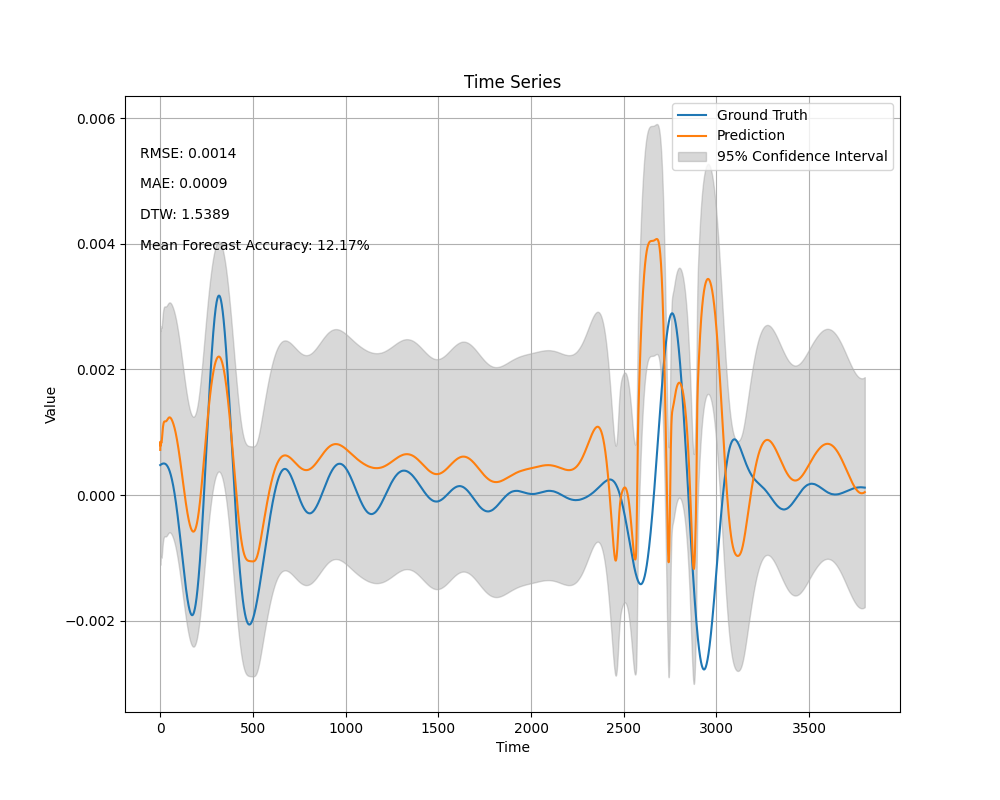 Time Series
Ground Truth
Prediction
95% Confidence Interval
RMSE: 0.0014
MAE: 0.0009
DTW: 1.5389
Mean Forecast Accuracy: 12.17%
0.006
0.004
0.002
0.000
−0.002
Value
0 500 1000 1500 2000 2500 3000 3500
Time